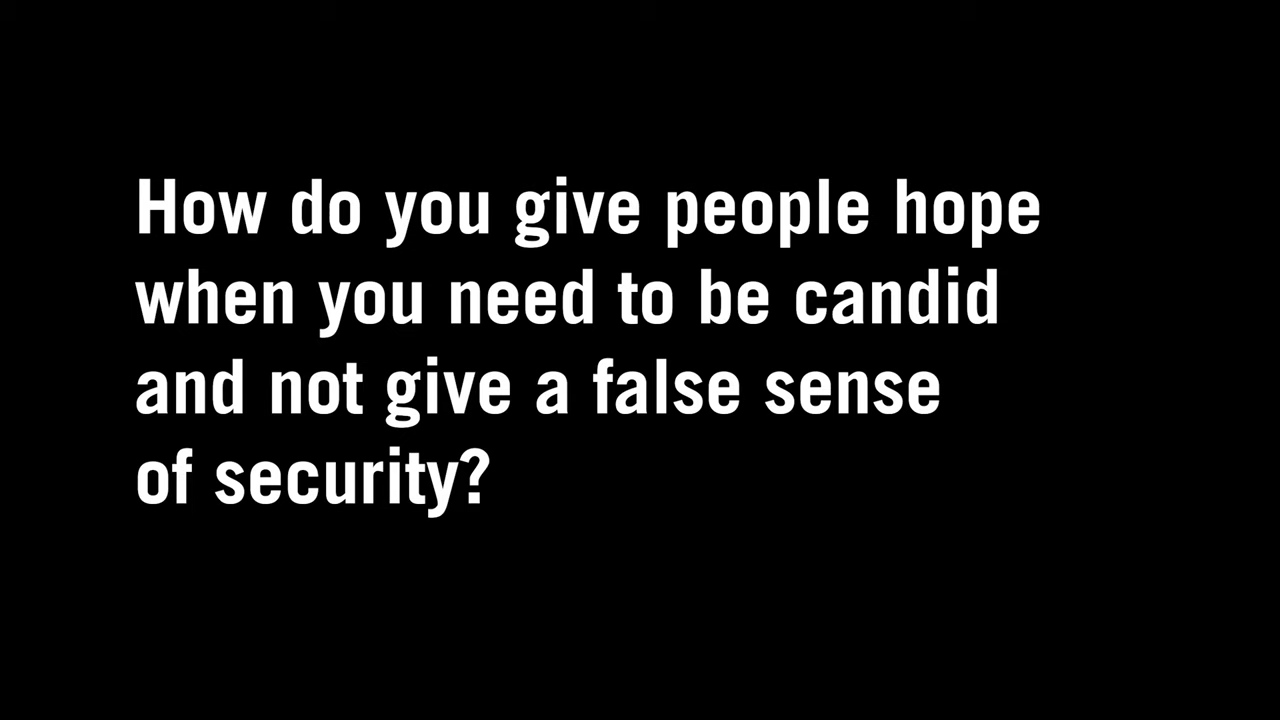 How do you give people hope
when you need to be candid
and not give a false sense
of security?